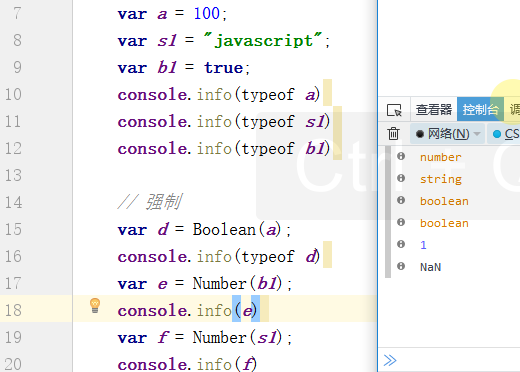 7 var a = 100;
8 var s1 = "javascript";
9 var b1 = true;
10 console.info(typeof a)
11 console.info(typeof s1)
12 console.info(typeof b1)
13
14 // 强制
15 var d = Boolean(a);
16 console.info(typeof d)
17 var e = Number(b1);
18 console.info(e)
19 var f = Number(s1);
20 console.info(f)
Ctrl +
查看器 控制台 调
网络(N) CS
number
string
boolean
boolean
1
NaN